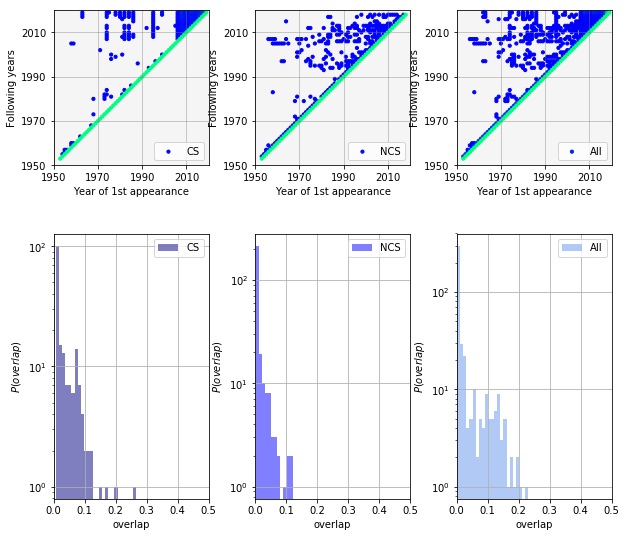 Following years
2010
1990
1970
1950
1950
1970
1990
2010
Year of 1st appearance
CS
Following years
2010
1990
1970
1950
1950
1970
1990
2010
Year of 1st appearance
NCS
Following years
2010
1990
1970
1950
1950
1970
1990
2010
Year of 1st appearance
All
P(overlap)
10²
10¹
10⁰
0.0
0.1
0.2
0.3
0.4
0.5
overlap
CS
P(overlap)
10²
10¹
10⁰
0.0
0.1
0.2
0.3
0.4
0.5
overlap
NCS
P(overlap)
10²
10¹
10⁰
0.0
0.1
0.2
0.3
0.4
0.5
overlap
All